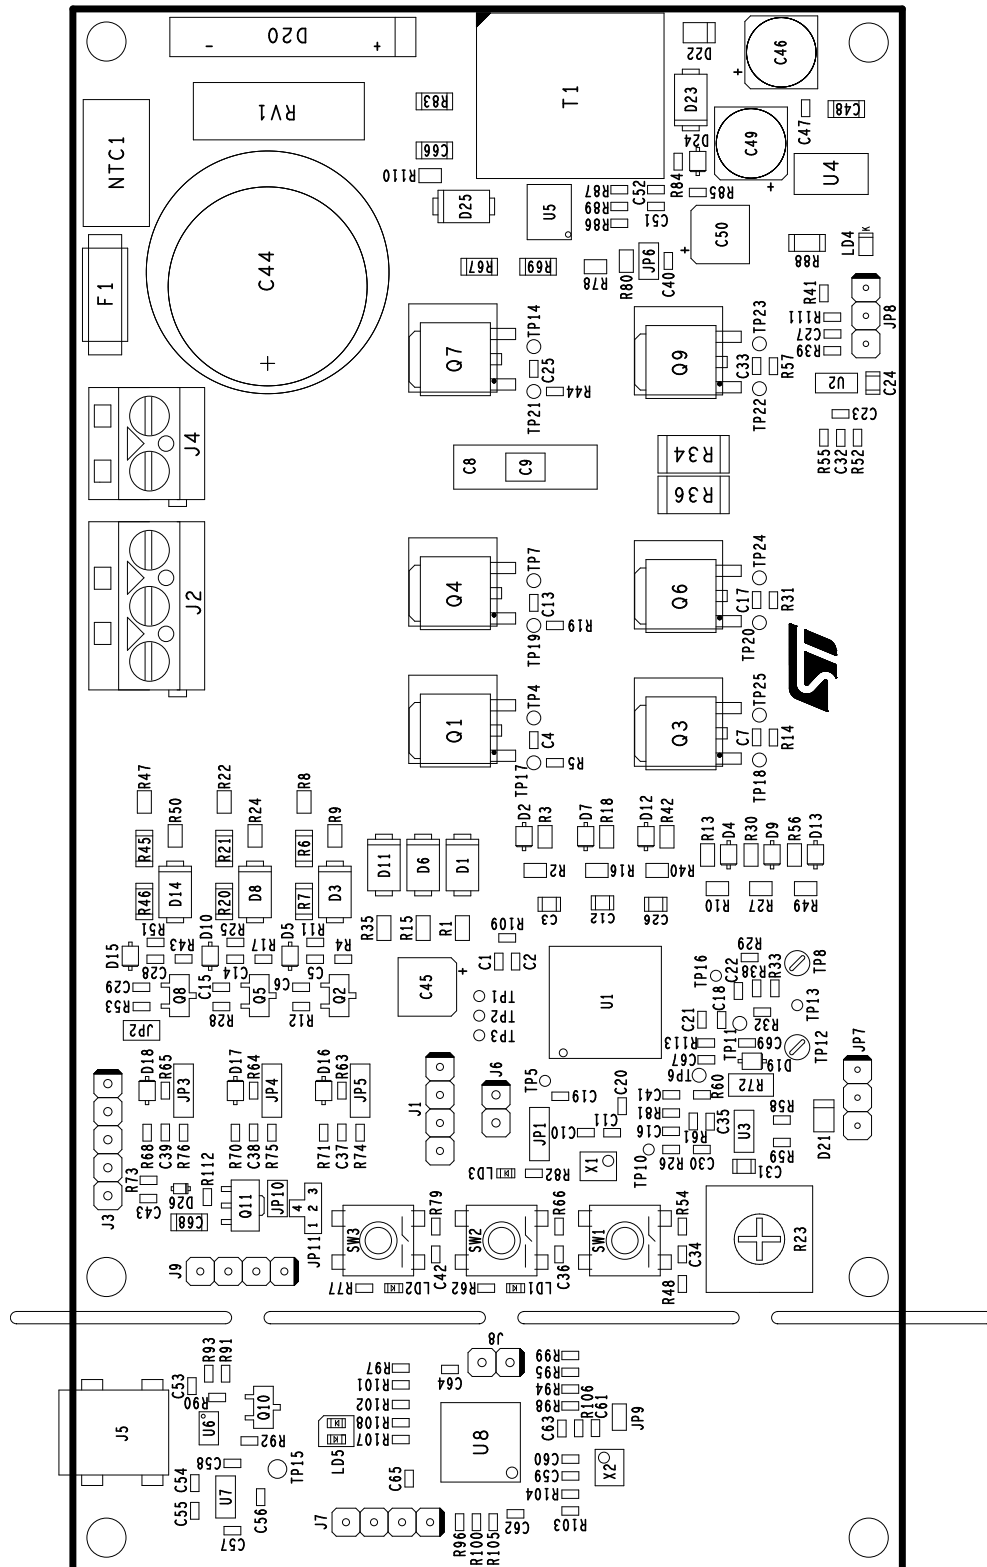 D20
-
+
D22
C46
+
T1
RV1
R83
D23
C48
C47
C49
+
NTC1
C66
D24
R110
R84
U4
R87
C52
R85
D25
U5
R89
C51
R86
C50
+
LD4
K
R88
C44
+
R67
R69
R78
R80
JP6
C40
F1
R41
R111
C27
R39
JP8
Q7
TP14
C25
R44
TP21
Q9
TP23
C33
R57
TP22
U2
C24
C23
J4
C8
C9
R34
R36
R55
C32
R52
J2
Q4
TP7
C13
R19
TP19
Q6
TP24
C17
R31
TP20
ST
Q1
TP4
C4
R5
TP17
Q3
TP25
C7
R14
TP18
R47
R22
R8
R50
R24
R9
D2
R3
D7
R18
D12
R42
R13
D4
R30
D9
R56
D13
R45
R21
R6
D11
D6
D1
R2
R16
R40
R46
D14
R20
D8
R7
D3
R10
R27
R49
C3
C12
C26
R51
D10
R25
D5
R11
R35
R15
R1
R109
D15
R43
R17
R4
R29
C28
C14
C5
C1
C2
TP16
R38
R33
TP8
C29
Q8
C15
Q5
C6
Q2
C45
+
C22
R53
R28
R12
TP1
TP2
TP3
U1
C21
C18
TP13
R32
JP2
TP11
R113
C69
TP12
C67
D19
JP7
D18
R65
JP3
D17
R64
JP4
D16
R63
JP5
J6
TP5
TP6
R72
R60
J1
C19
C20
C41
R81
C16
C35
R58
D21
JP1
C10
C11
R61
U3
R59
R68
C39
R76
R70
C38
R75
R71
C37
R74
R26
C30
C31
TP10
R73
LD3
R82
X1
R112
D26
C43
J3
C68
Q11
JP10
JP11
4
1 2 3
SW3
R79
SW2
R66
SW1
R54
R23
C42
C36
C34
J9
R77
LD2
R62
LD1
R48
J8
R93
R91
R99
C53
R97
R95
R101
C64
R94
R90
R102
R98
R106
C61
Q10
R108
C63
JP9
J5
U6
R92
R107
LD5
U8
C58
TP15
C60
C54
C65
C59
X2
U7
R104
C55
C56
J7
C62
R103
C57
R96
R100
R105